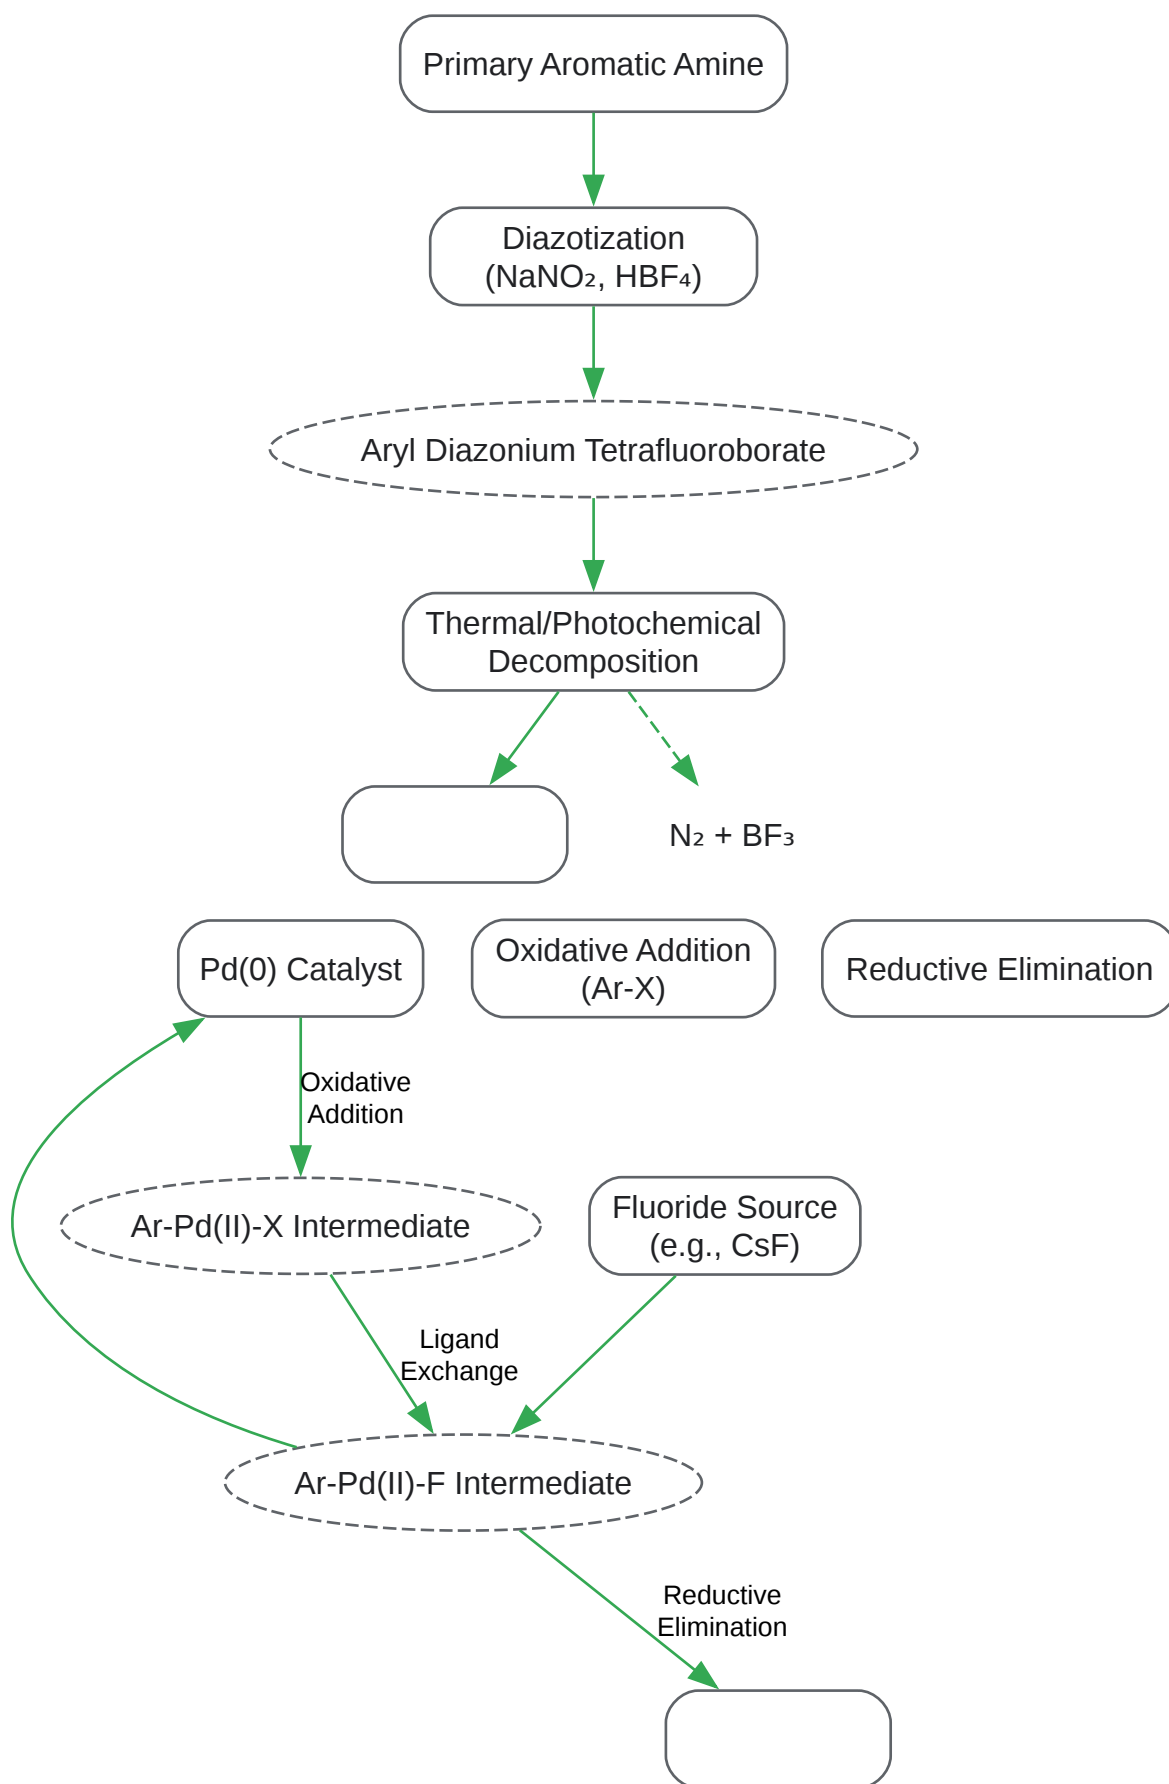 Primary Aromatic Amine
Diazotization
(NaNO₂, HBF₄)
Aryl Diazonium Tetrafluoroborate
Thermal/Photochemical
Decomposition
N₂ + BF₃
Pd(0) Catalyst
Oxidative Addition
(Ar-X)
Reductive Elimination
Oxidative
Addition
Ar-Pd(II)-X Intermediate
Fluoride Source
(e.g., CsF)
Ligand
Exchange
Ar-Pd(II)-F Intermediate
Reductive
Elimination